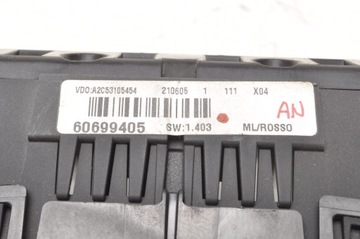 VDO:A2C53105454 210605 1 111 X04
AN
60699405 SW:1.403 ML/ROSSO